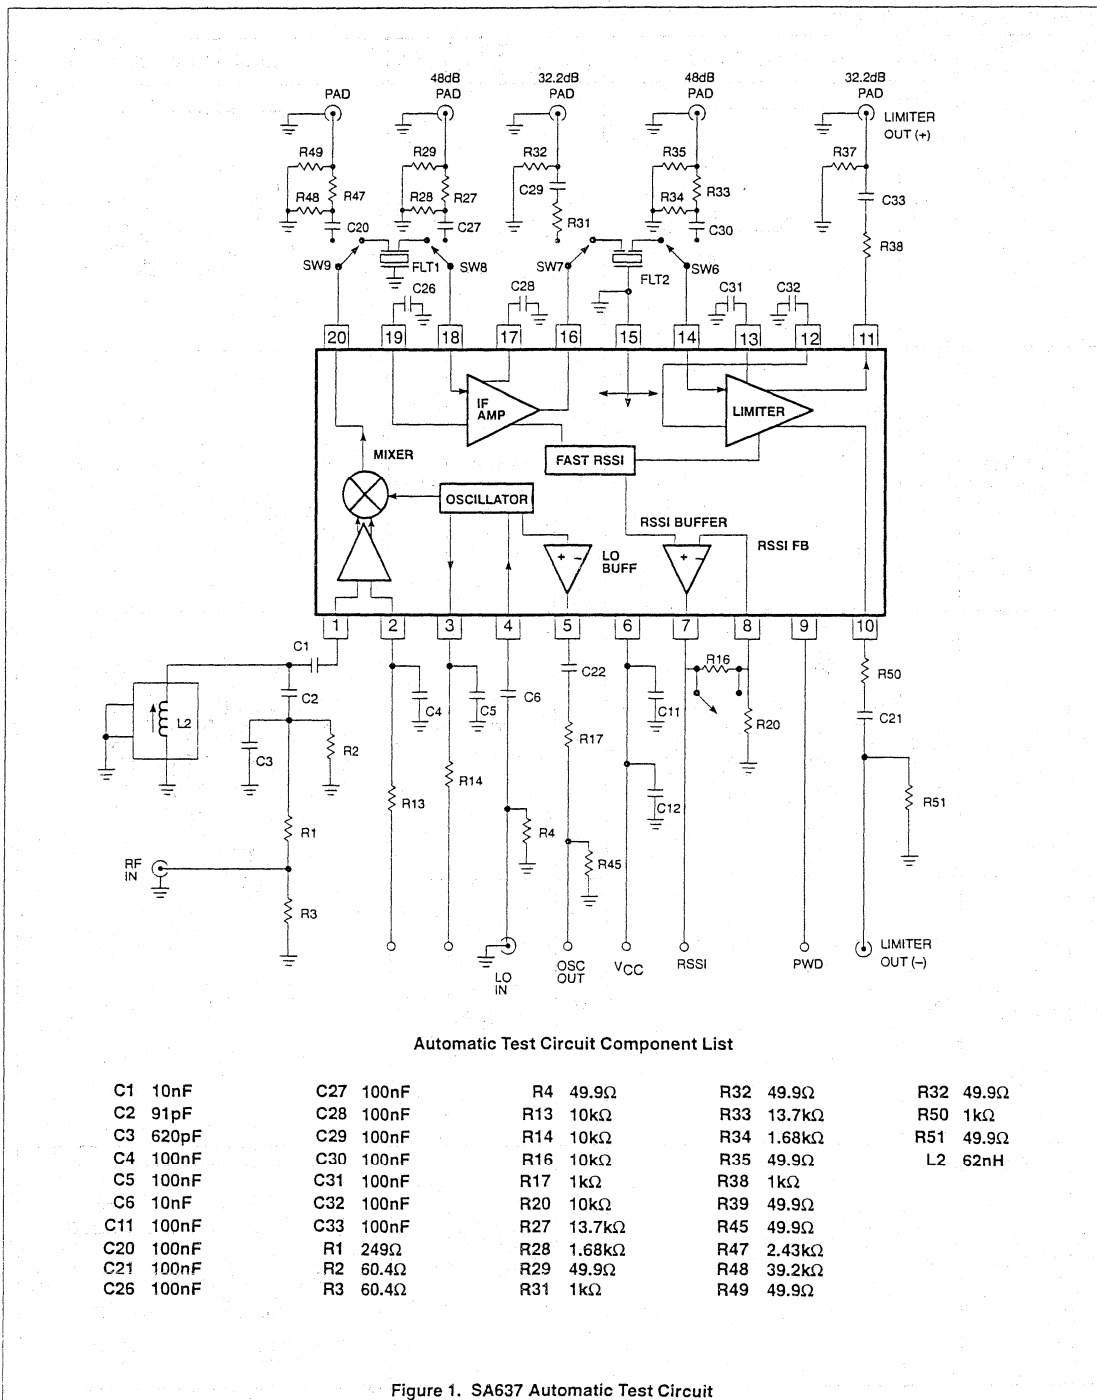 48dB 32.2dB 48dB 32.2dB
PAD PAD PAD PAD PAD
LIMITER
OUT (+)
R49 R29 R32 R35 R37
C29
R48 R47 R28 R27 R34 R33 C33
R31
C20 C27 C30
R38
SW9 FLT1 SW8 SW7 FLT2 SW6
C26 C28 C31 C32
20 19 18 17 16 15 14 13 12 11
IF
AMP
LIMITER
MIXER
FAST RSSI
OSCILLATOR
RSSI BUFFER
RSSI FB
+ − LO
BUFF
+ −
1 2 3 4 5 6 7 8 9 10
C1
R16
C22 R50
C2
C4 C5 C6 C11
L2
R17 R20 C21
C3 R2
R14
R13 C12 R51
R1 R4
R45
RF
IN
R3
LO
IN
OSC
OUT
VCC
RSSI
PWD
LIMITER
OUT (−)
Automatic Test Circuit Component List
C1 10nF C27 100nF R4 49.9Ω R32 49.9Ω R32 49.9Ω
C2 91pF C28 100nF R13 10kΩ R33 13.7kΩ R50 1kΩ
C3 620pF C29 100nF R14 10kΩ R34 1.68kΩ R51 49.9Ω
C4 100nF C30 100nF R16 10kΩ R35 49.9Ω L2 62nH
C5 100nF C31 100nF R17 1kΩ R38 1kΩ
C6 10nF C32 100nF R20 10kΩ R39 49.9Ω
C11 100nF C33 100nF R27 13.7kΩ R45 49.9Ω
C20 100nF R1 249Ω R28 1.68kΩ R47 2.43kΩ
C21 100nF R2 60.4Ω R29 49.9Ω R48 39.2kΩ
C26 100nF R3 60.4Ω R31 1kΩ R49 49.9Ω
Figure 1. SA637 Automatic Test Circuit